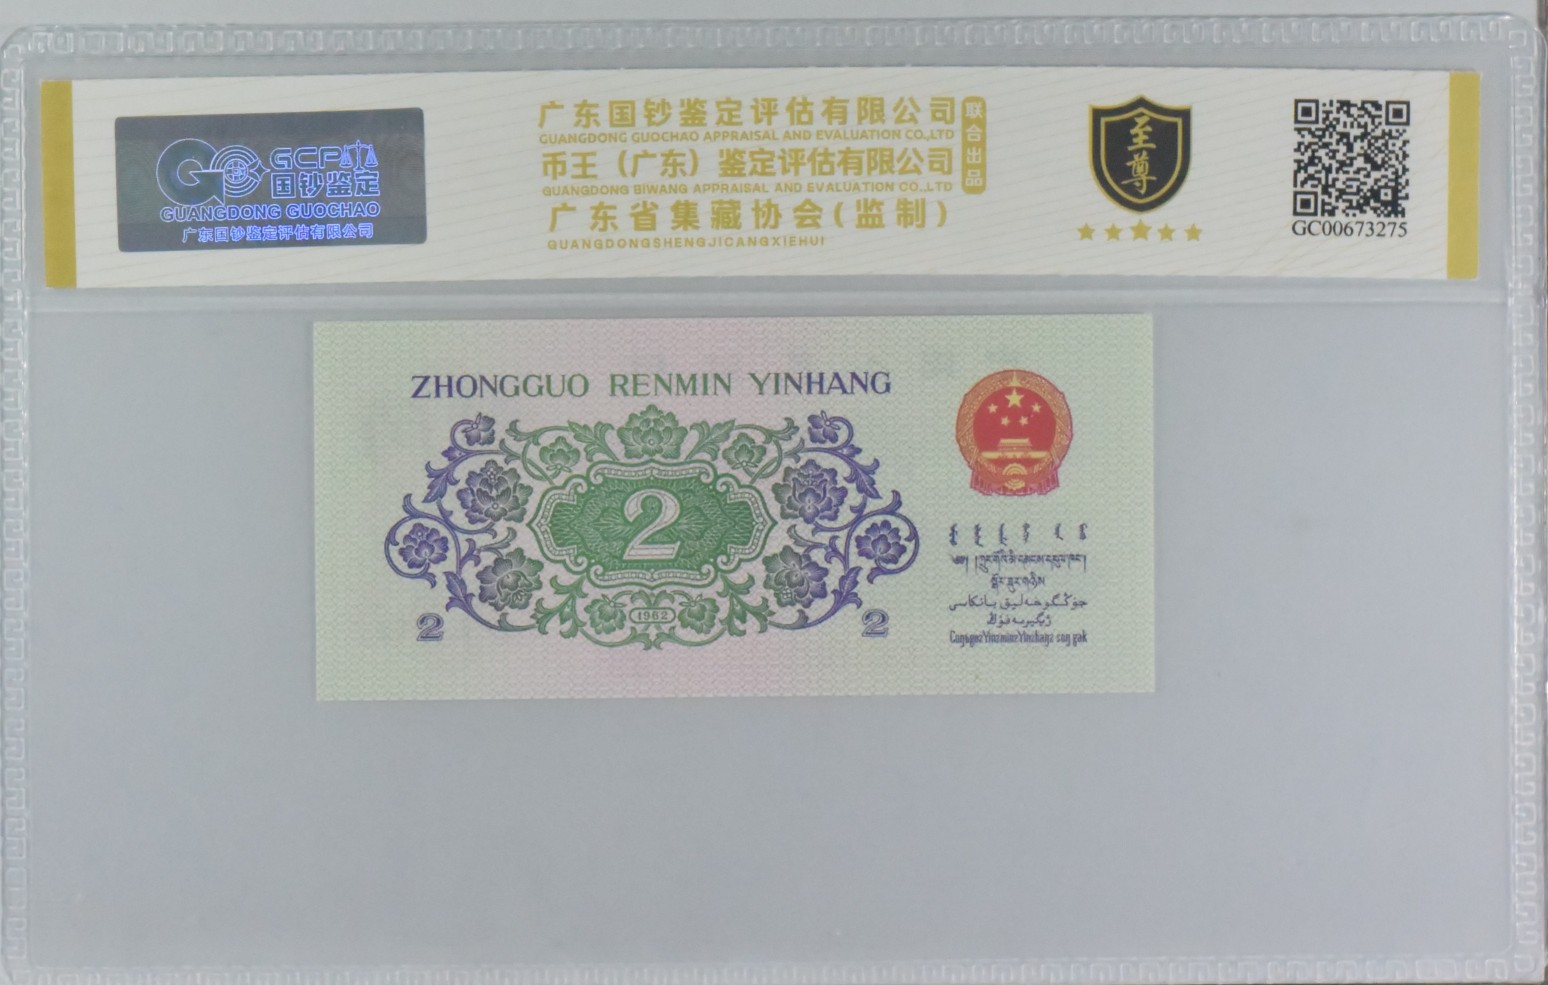 GCP
国钞鉴定
GUANGDONG GUOCHAO
广东国钞鉴定评估有限公司
广东国钞鉴定评估有限公司
GUANGDONG GUOCHAO APPRAISAL AND EVALUATION CO.,LTD
币王（广东）鉴定评估有限公司
GUANGDONG BIWANG APPRAISAL AND EVALUATION CO.,LTD
广东省集藏协会(监制)
GUANGDONGSHENGJICANGXIEHUI
联合出品
至尊
GC00673275
ZHONGGUO RENMIN YINHANG
2
1962
2
2
جۇڭگو خەلىق بانكاسى